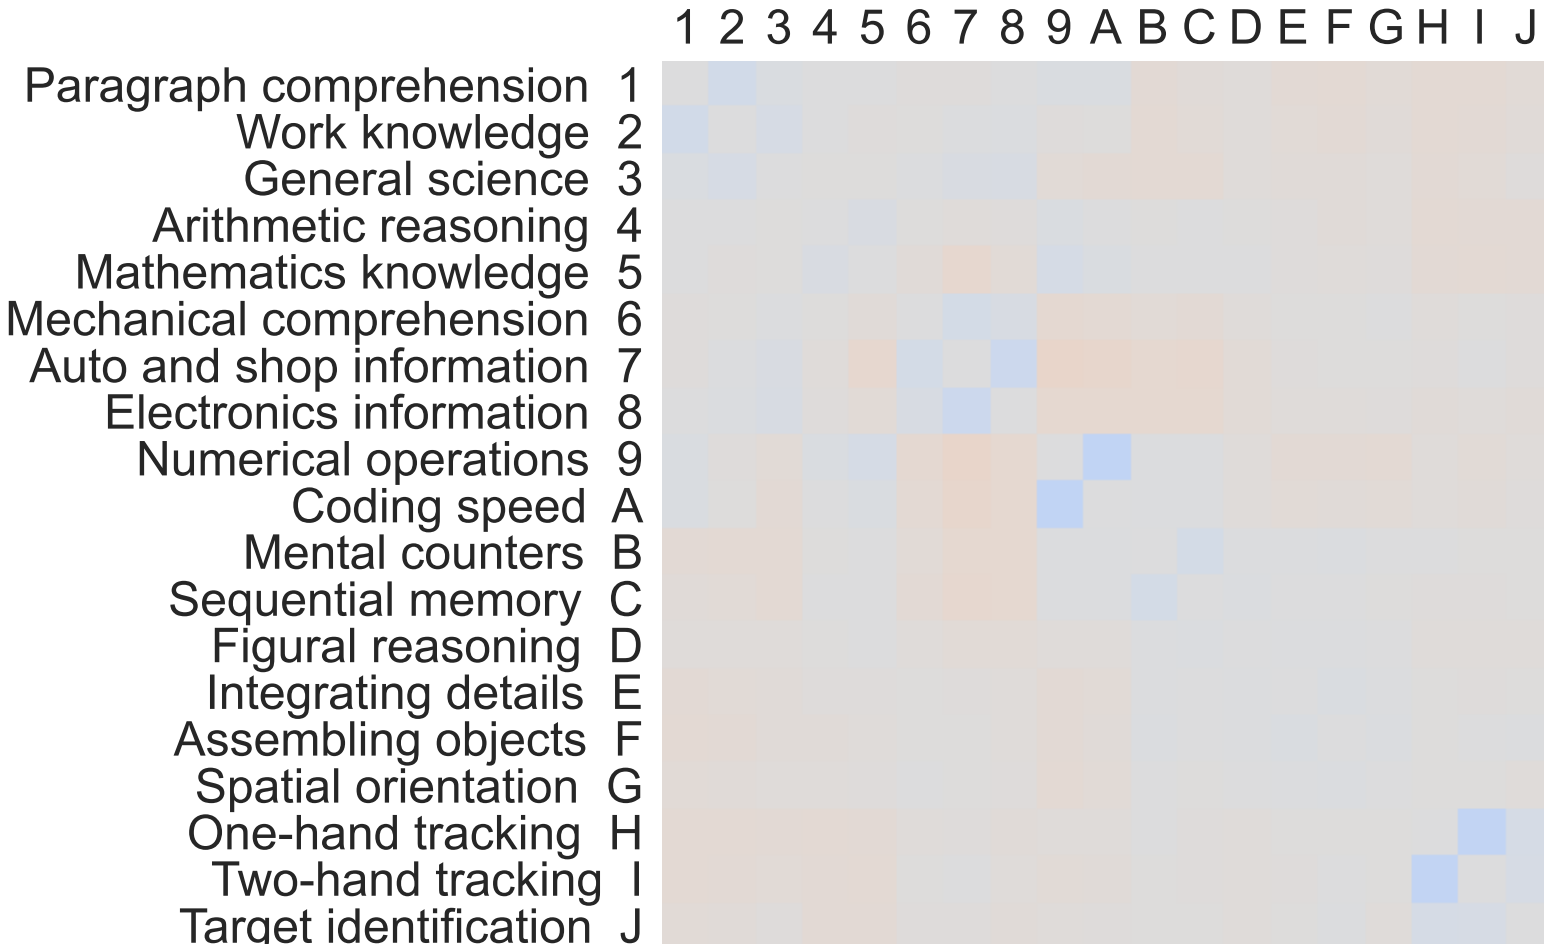 1 2 3 4 5 6 7 8 9 A B C D E F G H I J
Paragraph comprehension 1
Work knowledge 2
General science 3
Arithmetic reasoning 4
Mathematics knowledge 5
Mechanical comprehension 6
Auto and shop information 7
Electronics information 8
Numerical operations 9
Coding speed A
Mental counters B
Sequential memory C
Figural reasoning D
Integrating details E
Assembling objects F
Spatial orientation G
One-hand tracking H
Two-hand tracking I
Target identification J